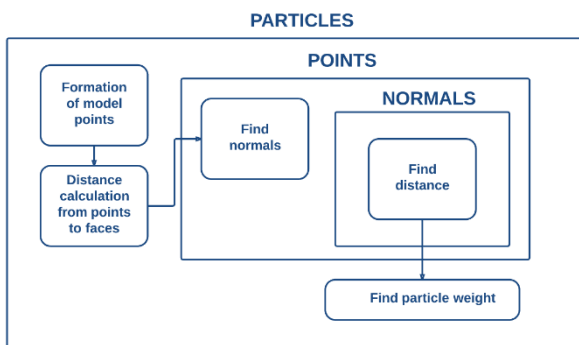 PARTICLES
POINTS
Formation
of model
points
NORMALS
Find
normals
Find
distance
Distance
calculation
from points
to faces
Find particle weight